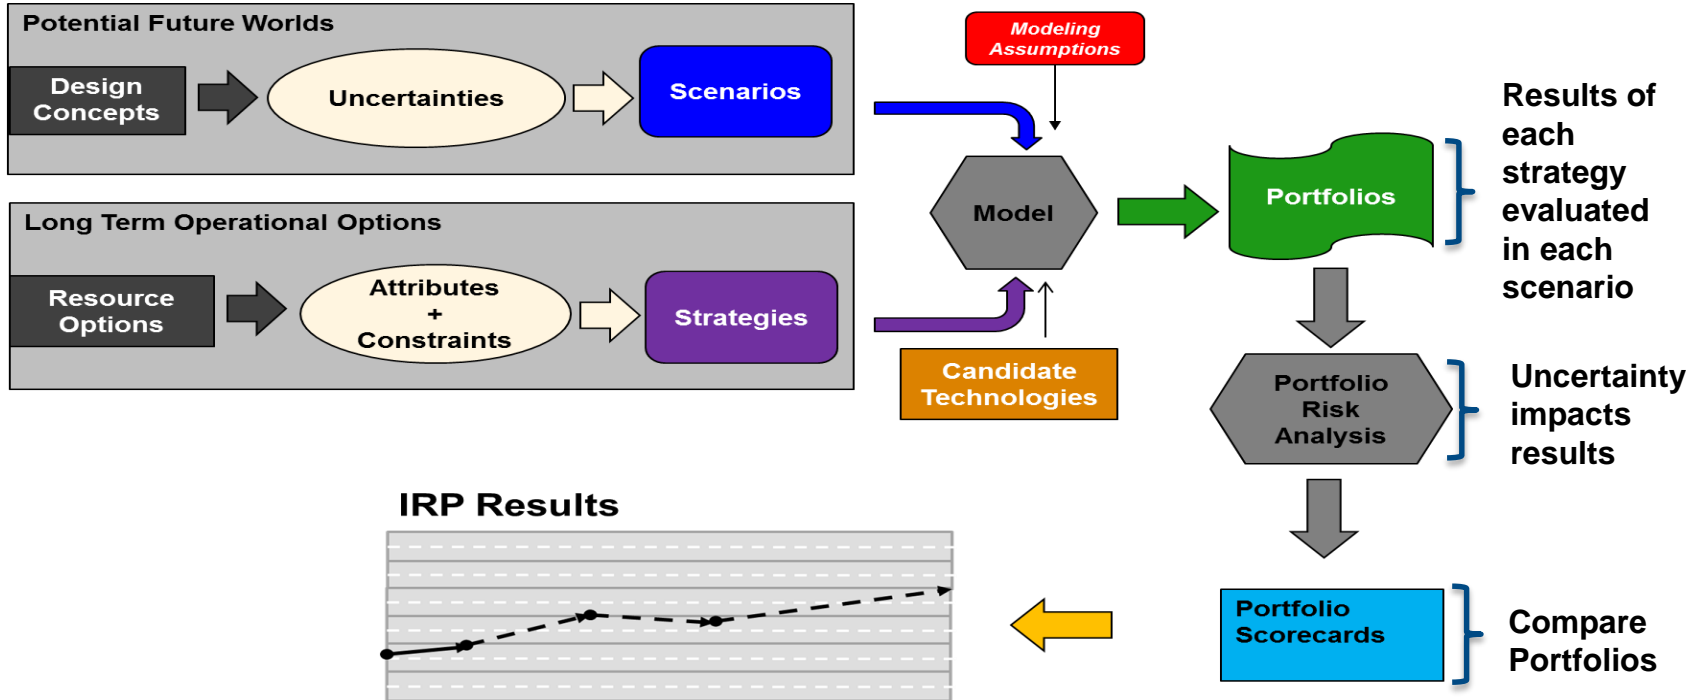 Potential Future Worlds
Design
Concepts
Uncertainties
Scenarios
Long Term Operational Options
Resource
Options
Attributes
+
Constraints
Strategies
Modeling
Assumptions
Model
Candidate
Technologies
Portfolios
Results of
each
strategy
evaluated
in each
scenario
Portfolio
Risk
Analysis
Uncertainty
impacts
results
Portfolio
Scorecards
Compare
Portfolios
IRP Results